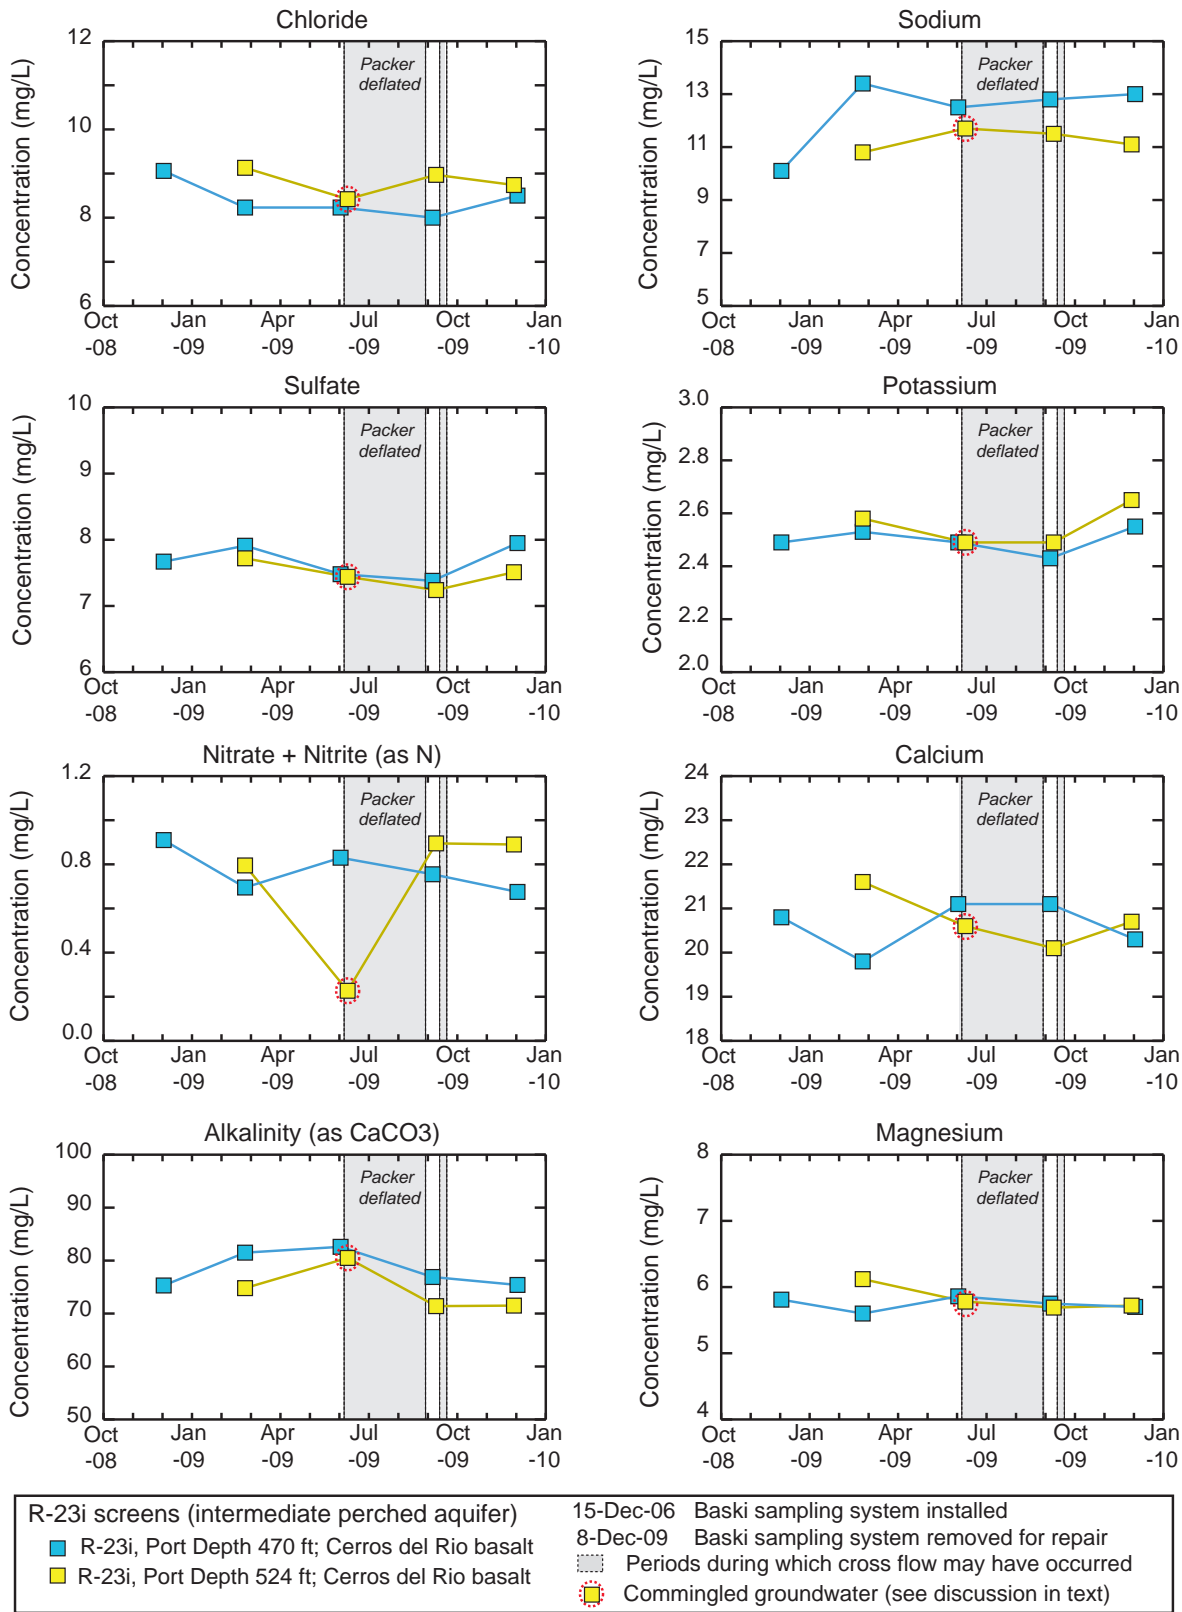 Chloride
Concentration (mg/L)
12
10
8
6
Packer
deflated
Oct Jan Apr Jul Oct Jan
-08 -09 -09 -09 -09 -10
Sodium
Concentration (mg/L)
15
13
11
9
7
5
Packer
deflated
Oct Jan Apr Jul Oct Jan
-08 -09 -09 -09 -09 -10
Sulfate
Concentration (mg/L)
10
9
8
7
6
Packer
deflated
Oct Jan Apr Jul Oct Jan
-08 -09 -09 -09 -09 -10
Potassium
Concentration (mg/L)
3.0
2.8
2.6
2.4
2.2
2.0
Packer
deflated
Oct Jan Apr Jul Oct Jan
-08 -09 -09 -09 -09 -10
Nitrate + Nitrite (as N)
Concentration (mg/L)
1.2
0.8
0.4
0.0
Packer
deflated
Oct Jan Apr Jul Oct Jan
-08 -09 -09 -09 -09 -10
Calcium
Concentration (mg/L)
24
23
22
21
20
19
18
Packer
deflated
Oct Jan Apr Jul Oct Jan
-08 -09 -09 -09 -09 -10
Alkalinity (as CaCO3)
Concentration (mg/L)
100
90
80
70
60
50
Packer
deflated
Oct Jan Apr Jul Oct Jan
-08 -09 -09 -09 -09 -10
Magnesium
Concentration (mg/L)
8
7
6
5
4
Packer
deflated
Oct Jan Apr Jul Oct Jan
-08 -09 -09 -09 -09 -10
R-23i screens (intermediate perched aquifer)
R-23i, Port Depth 470 ft; Cerros del Rio basalt
R-23i, Port Depth 524 ft; Cerros del Rio basalt
15-Dec-06 Baski sampling system installed
8-Dec-09 Baski sampling system removed for repair
Periods during which cross flow may have occurred
Commingled groundwater (see discussion in text)